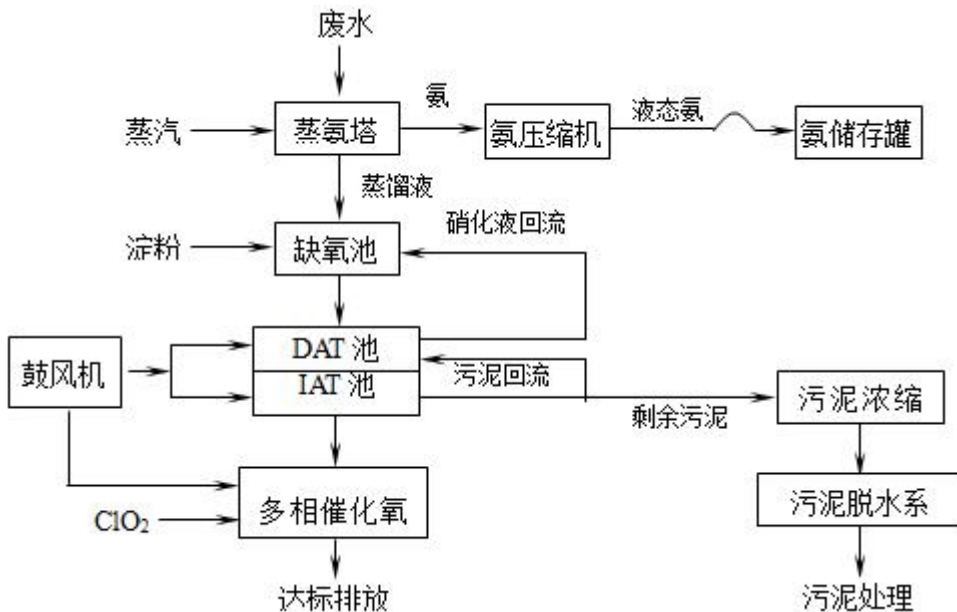 废水
蒸汽
蒸氨塔
氨
氨压缩机
液态氨
氨储存罐
蒸馏液
淀粉
缺氧池
硝化液回流
鼓风机
DAT 池
IAT 池
污泥回流
剩余污泥
污泥浓缩
ClO₂
多相催化氧
污泥脱水系
达标排放
污泥处理